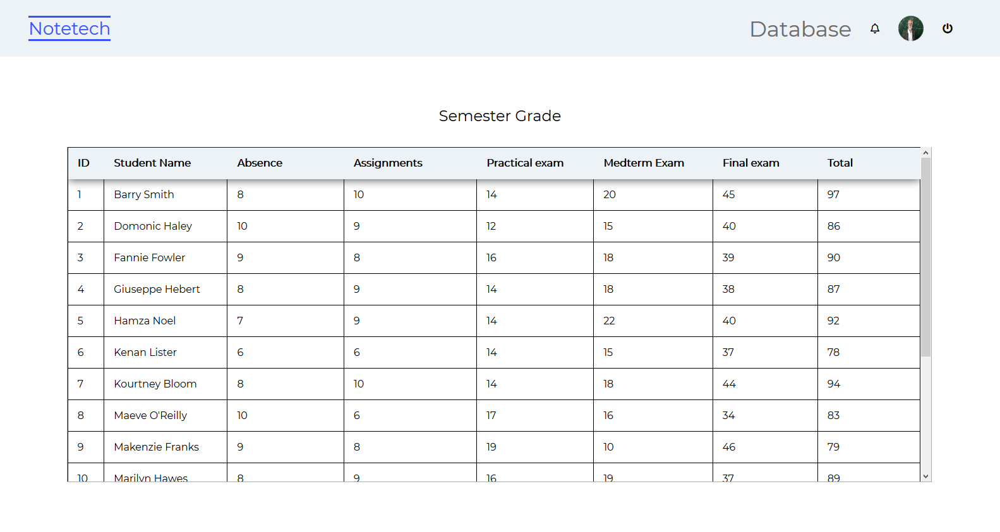 Notetech
Database
Semester Grade
ID Student Name Absence Assignments Practical exam Medterm Exam Final exam Total
1 Barry Smith 8 10 14 20 45 97
2 Domonic Haley 10 9 12 15 40 86
3 Fannie Fowler 9 8 16 18 39 90
4 Giuseppe Hebert 8 9 14 18 38 87
5 Hamza Noel 7 9 14 22 40 92
6 Kenan Lister 6 6 14 15 37 78
7 Kourtney Bloom 8 10 14 18 44 94
8 Maeve O'Reilly 10 6 17 16 34 83
9 Makenzie Franks 9 8 19 10 46 79
10 Marilyn Hawes 8 9 16 19 37 89